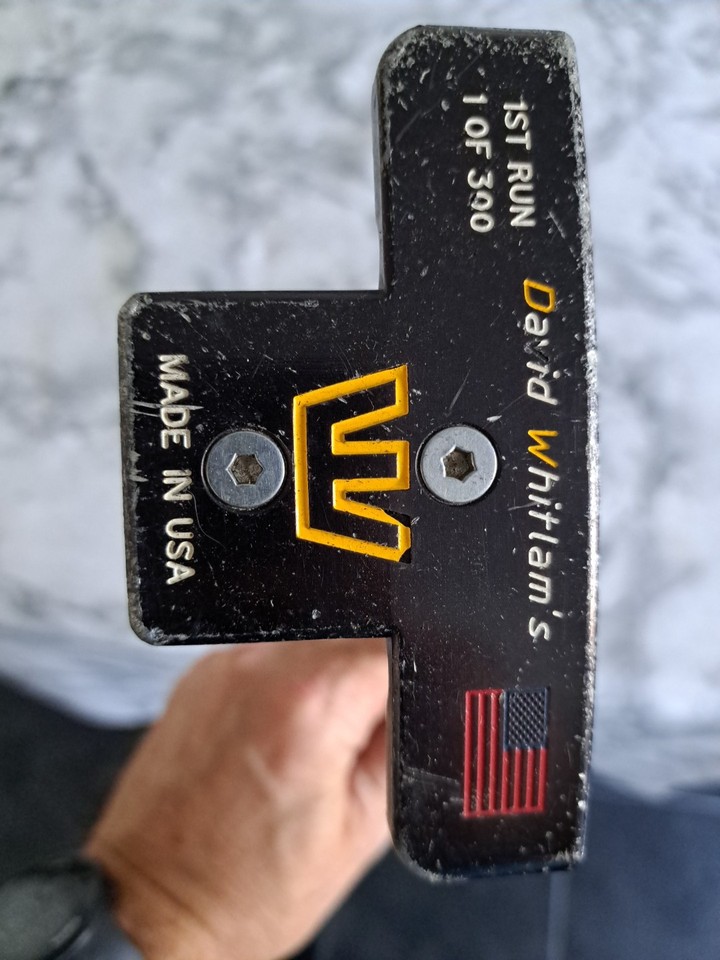 1ST RUN
1 OF 300
David Whitlam's
W
MADE IN USA